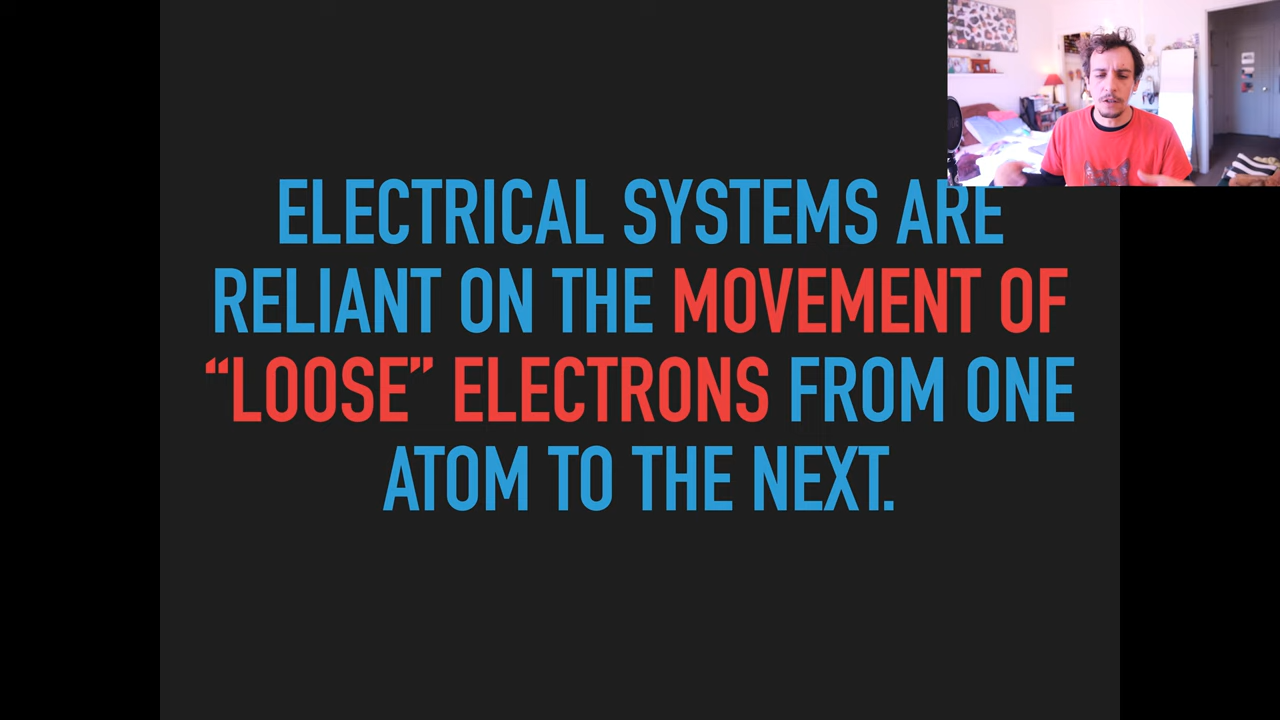 ELECTRICAL SYSTEMS ARE
RELIANT ON THE MOVEMENT OF
“LOOSE” ELECTRONS FROM ONE
ATOM TO THE NEXT.